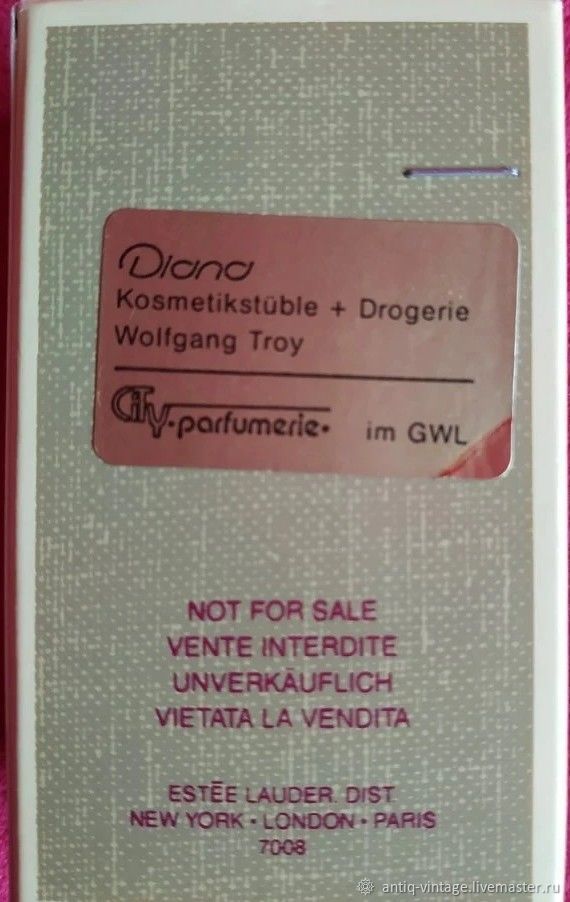 Diana
Kosmetikstüble + Drogerie
Wolfgang Troy
City-parfumerie· im GWL
NOT FOR SALE
VENTE INTERDITE
UNVERKÄUFLICH
VIETATA LA VENDITA
ESTĒE LAUDER. DIST.
NEW YORK · LONDON · PARIS
7008
antiq-vintage.livemaster.ru